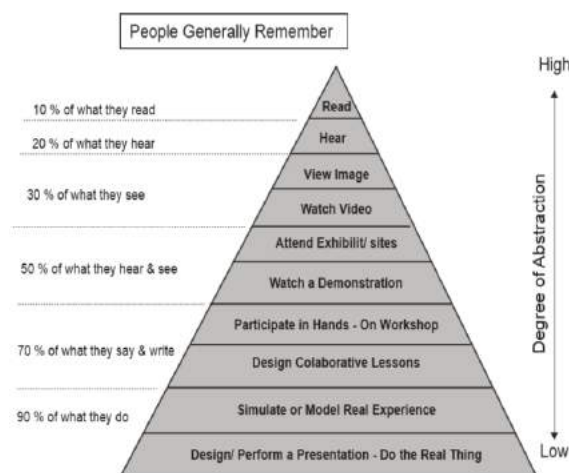 People Generally Remember
High
10 % of what they read
Read
20 % of what they hear
Hear
30 % of what they see
View Image
Watch Video
50 % of what they hear & see
Attend Exhibilit/ sites
Watch a Demonstration
70 % of what they say & write
Participate in Hands - On Workshop
Design Colaborative Lessons
90 % of what they do
Simulate or Model Real Experience
Design/ Perform a Presentation - Do the Real Thing
Degree of Abstraction
Low